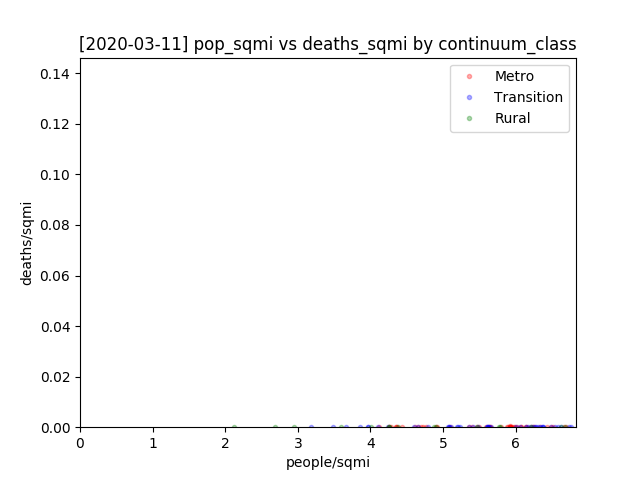 [2020-03-11] pop_sqmi vs deaths_sqmi by continuum_class
Metro
Transition
Rural
0.14
0.12
0.10
0.08
0.06
0.04
0.02
0.00
deaths/sqmi
0 1 2 3 4 5 6
people/sqmi